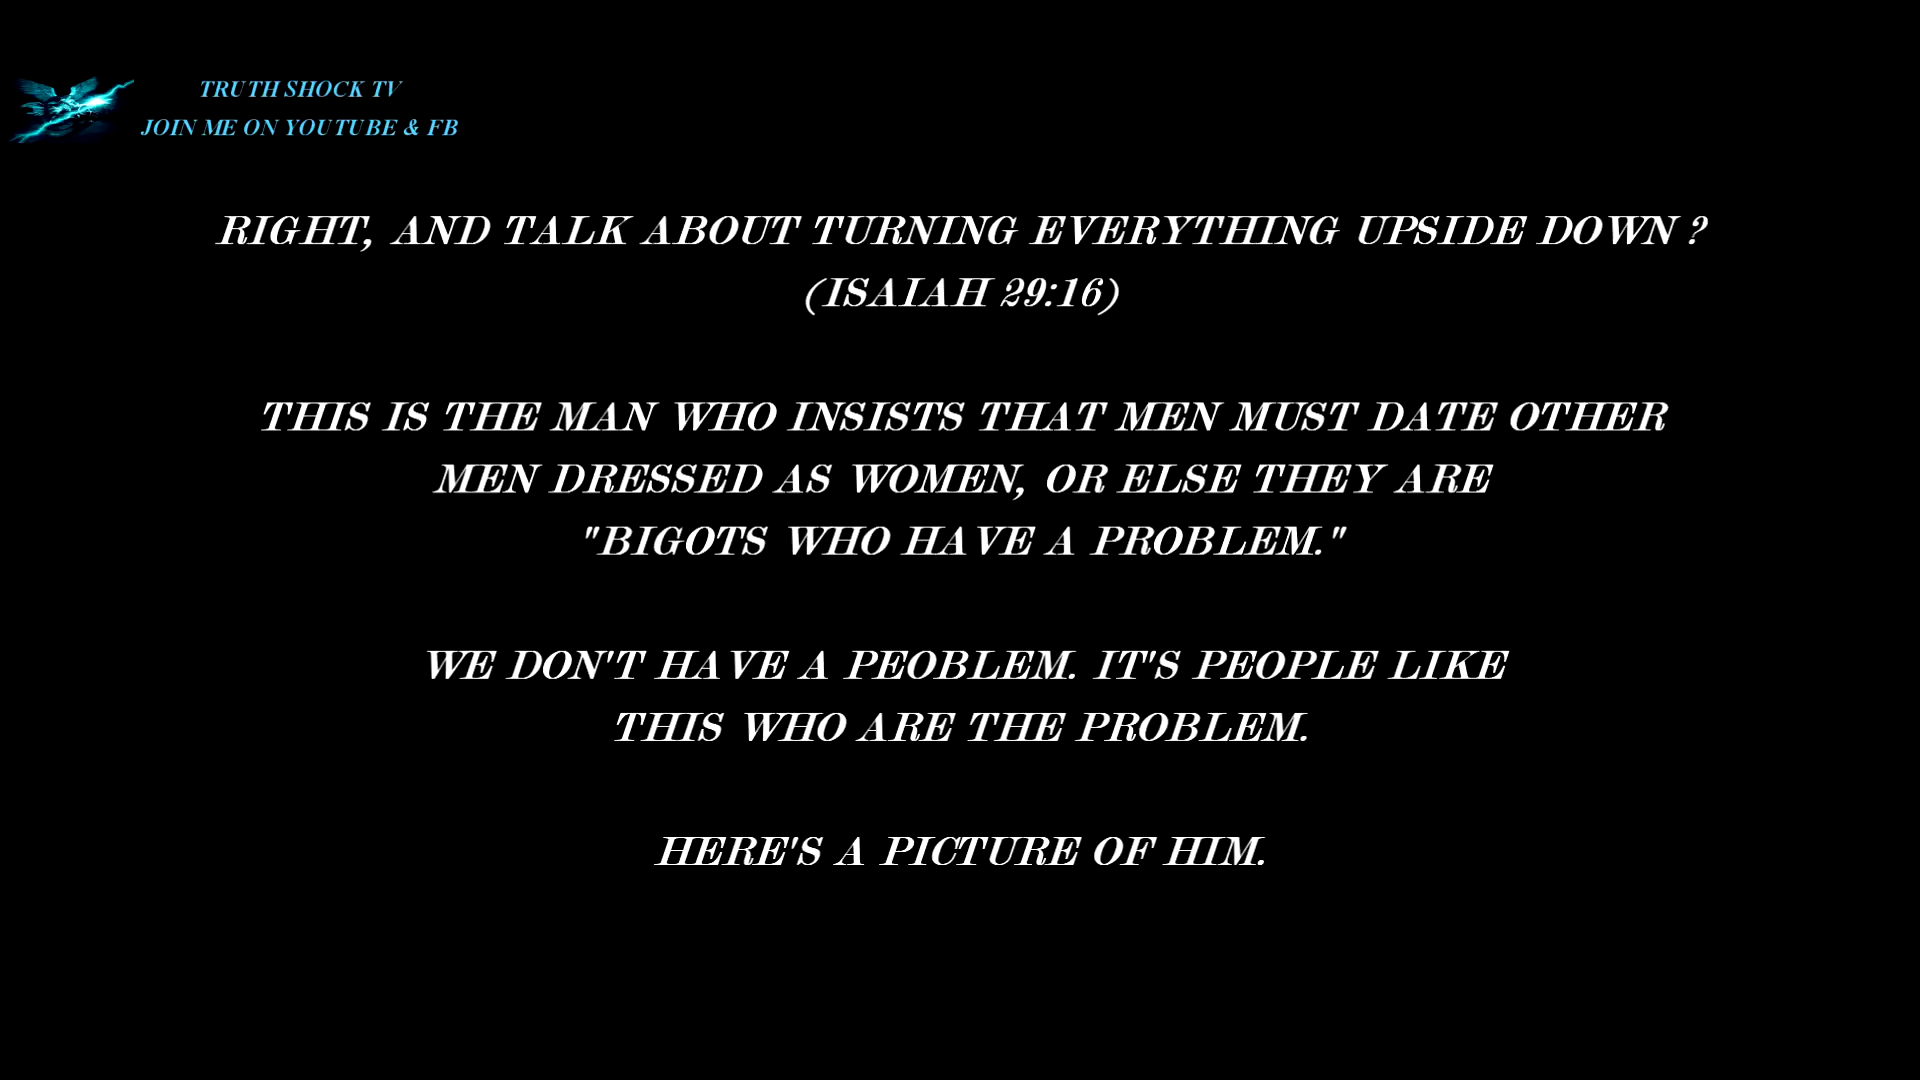 TRUTH SHOCK TV
JOIN ME ON YOUTUBE & FB
RIGHT, AND TALK ABOUT TURNING EVERYTHING UPSIDE DOWN ?
(ISAIAH 29:16)
THIS IS THE MAN WHO INSISTS THAT MEN MUST DATE OTHER
MEN DRESSED AS WOMEN, OR ELSE THEY ARE
"BIGOTS WHO HAVE A PROBLEM."
WE DON'T HAVE A PEOBLEM. IT'S PEOPLE LIKE
THIS WHO ARE THE PROBLEM.
HERE'S A PICTURE OF HIM.